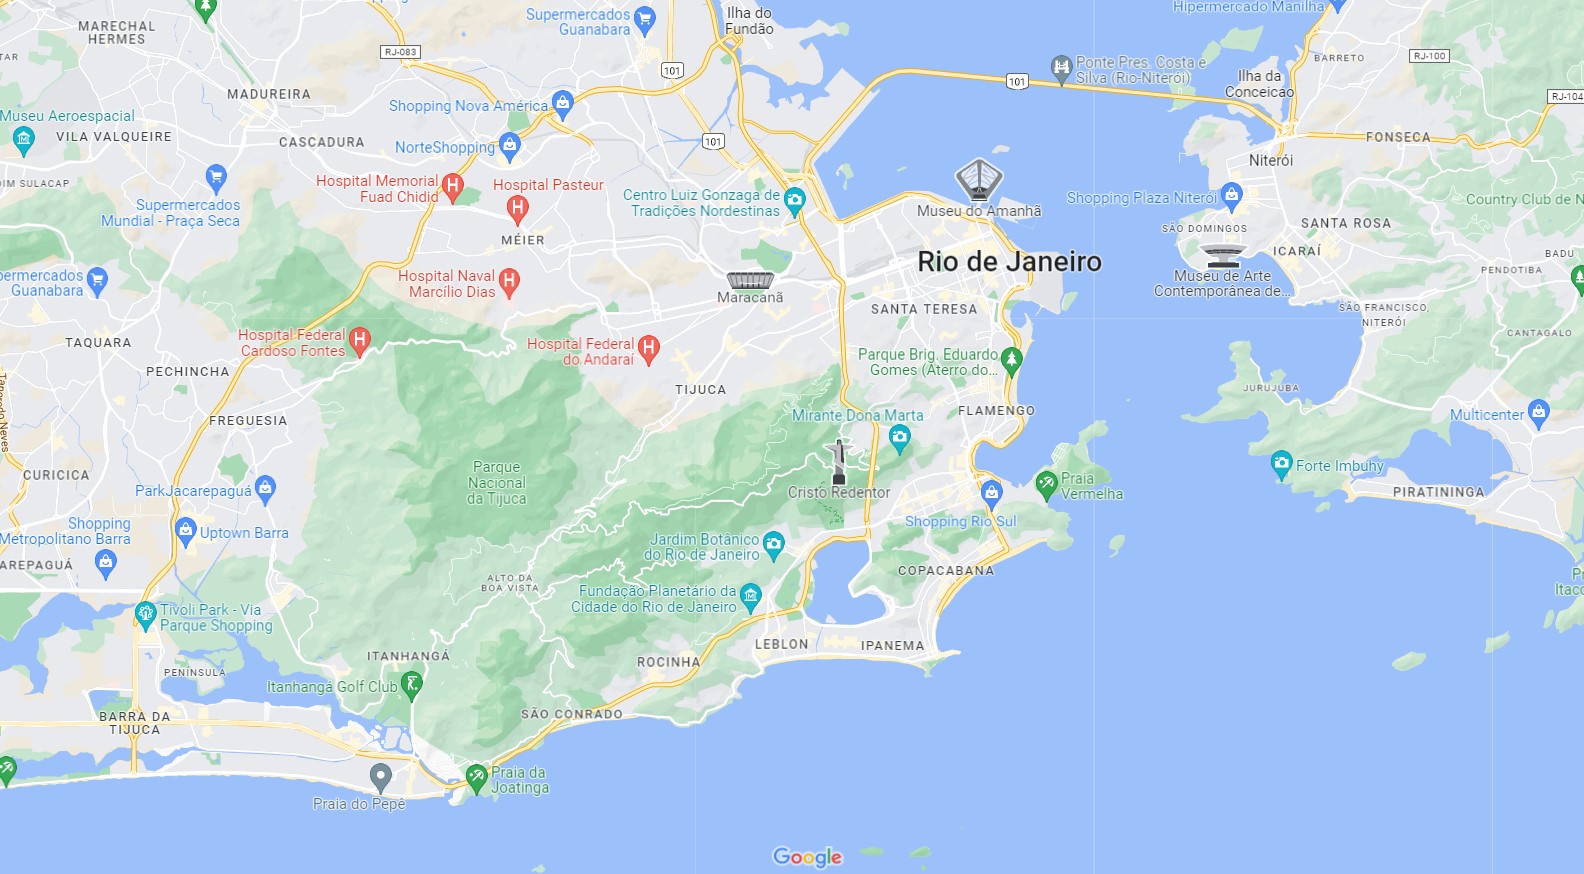 MARECHAL
HERMES
Supermercados
Guanabara
Ilha do
Fundão
Hipermercado Manilha
RJ-083
101
101
Ponte Pres. Costa e
Silva (Rio-Niterói)
BARRETO
RJ-100
Ilha da
Conceicao
RJ-104
MADUREIRA
Shopping Nova América
101
Museu Aeroespacial
VILA VALQUEIRE
CASCADURA
NorteShopping
FONSECA
Niterói
DIM SULACAP
Hospital Memorial
Fuad Chidid
Hospital Pasteur
Centro Luiz Gonzaga de
Tradições Nordestinas
Museu do Amanhã
Shopping Plaza Niterói
Country Club de N
Supermercados
Mundial - Praça Seca
MÉIER
SÃO DOMINGOS
SANTA ROSA
Rio de Janeiro
ICARAÍ
BADU
PENDOTIBA
permercados
Guanabara
Hospital Naval
Marcílio Dias
Maracanã
Museu de Arte
Contemporânea de...
SANTA TERESA
SÃO FRANCISCO,
NITERÓI
TAQUARA
Hospital Federal
Cardoso Fontes
Hospital Federal
do Andaraí
Parque Brig. Eduardo
Gomes (Aterro do...
CANTAGALO
PECHINCHA
TIJUCA
JURUJUBA
Tancredo Neves
FREGUESIA
Mirante Dona Marta
FLAMENGO
Multicenter
CURICICA
Parque
Nacional
da Tijuca
Forte Imbuhy
ParkJacarepaguá
Cristo Redentor
Praia
Vermelha
PIRATININGA
Shopping
Metropolitano Barra
Uptown Barra
Shopping Rio Sul
AREPAGUÁ
Jardim Botânico
do Rio de Janeiro
COPACABANA
ALTO DA
BOA VISTA
Fundação Planetário da
Cidade do Rio de Janeiro
Itaco
Tivoli Park - Via
Parque Shopping
LEBLON
IPANEMA
ITANHANGÁ
ROCINHA
PENÍNSULA
Itanhangá Golf Club
BARRA DA
TIJUCA
SÃO CONRADO
Praia da
Joatinga
Praia do Pepê
Google